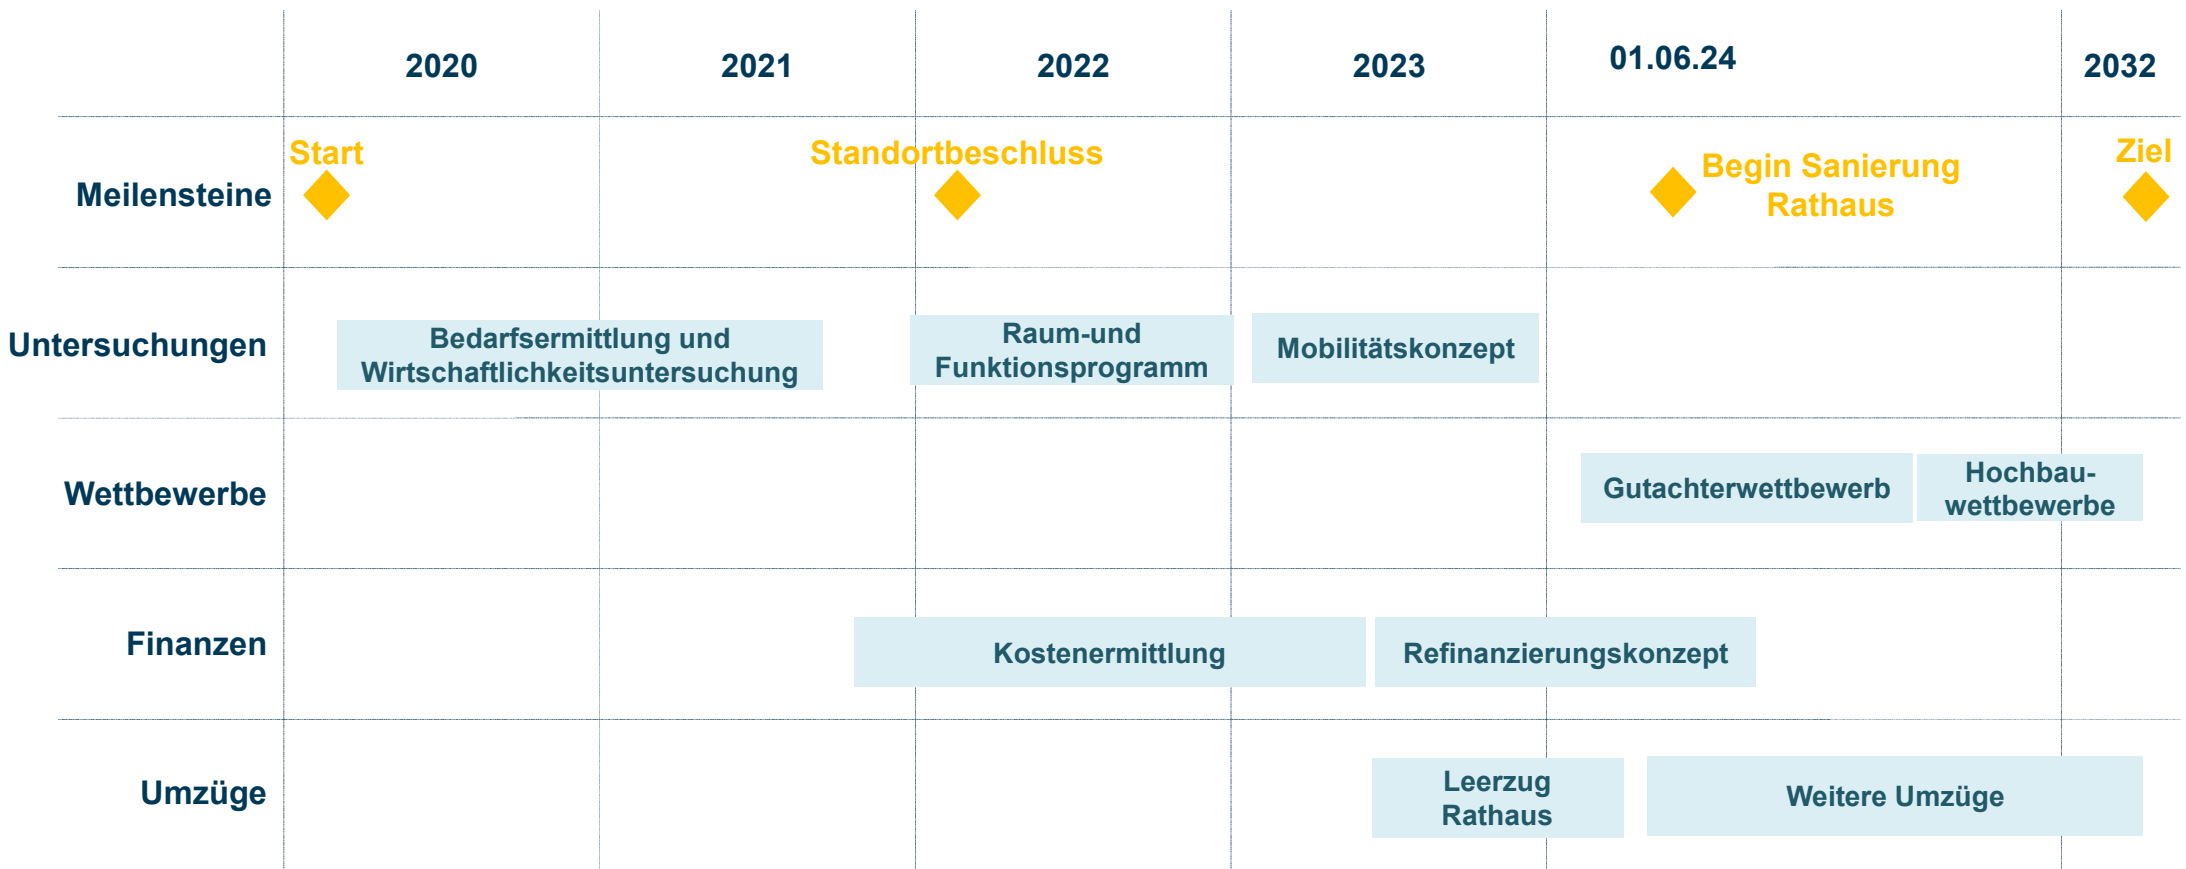 2020
2021
2022
2023
01.06.24
2032
Meilensteine
Start
Standortbeschluss
Begin Sanierung
Rathaus
Ziel
Untersuchungen
Bedarfsermittlung und
Wirtschaftlichkeitsuntersuchung
Raum-und
Funktionsprogramm
Mobilitätskonzept
Wettbewerbe
Gutachterwettbewerb
Hochbau-
wettbewerbe
Finanzen
Kostenermittlung
Refinanzierungskonzept
Umzüge
Leerzug
Rathaus
Weitere Umzüge